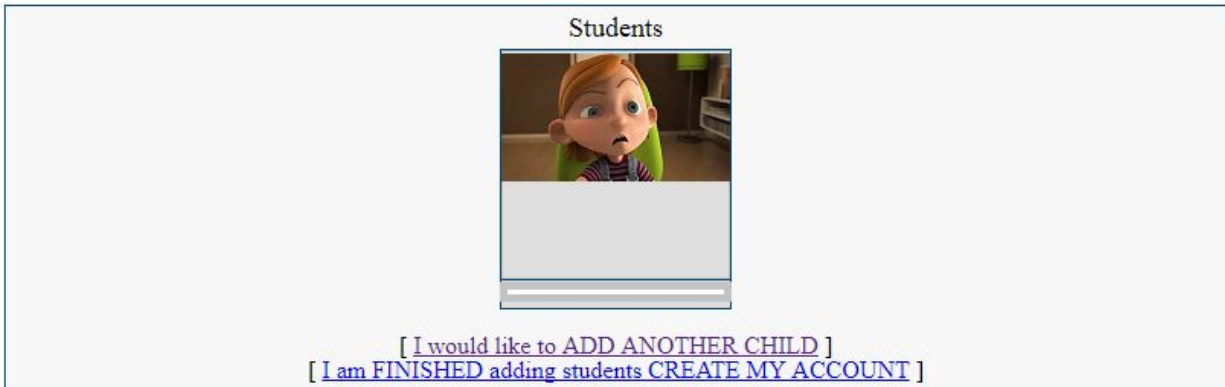 Students
[ I would like to ADD ANOTHER CHILD ]
[ I am FINISHED adding students CREATE MY ACCOUNT ]